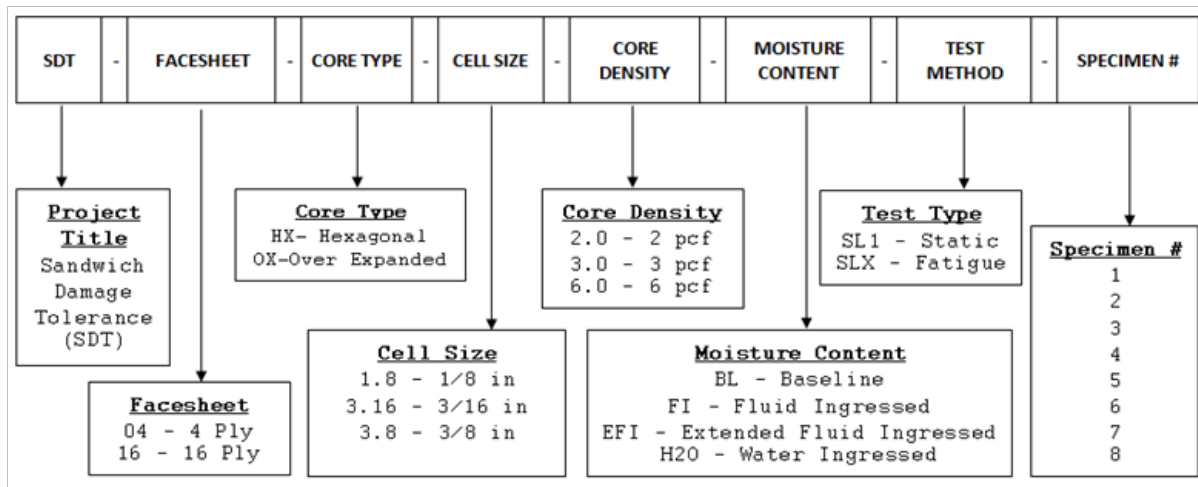 SDT - FACESHEET - CORE TYPE - CELL SIZE - CORE DENSITY - MOISTURE CONTENT - TEST METHOD - SPECIMEN #
Project
Title
Sandwich
Damage
Tolerance
(SDT)
Facesheet
04 - 4 Ply
16 - 16 Ply
Core Type
HX- Hexagonal
OX-Over Expanded
Cell Size
1.8 - 1/8 in
3.16 - 3/16 in
3.8 - 3/8 in
Core Density
2.0 - 2 pcf
3.0 - 3 pcf
6.0 - 6 pcf
Moisture Content
BL - Baseline
FI - Fluid Ingressed
EFI - Extended Fluid Ingressed
H2O - Water Ingressed
Test Type
SL1 - Static
SLX - Fatigue
Specimen #
1
2
3
4
5
6
7
8